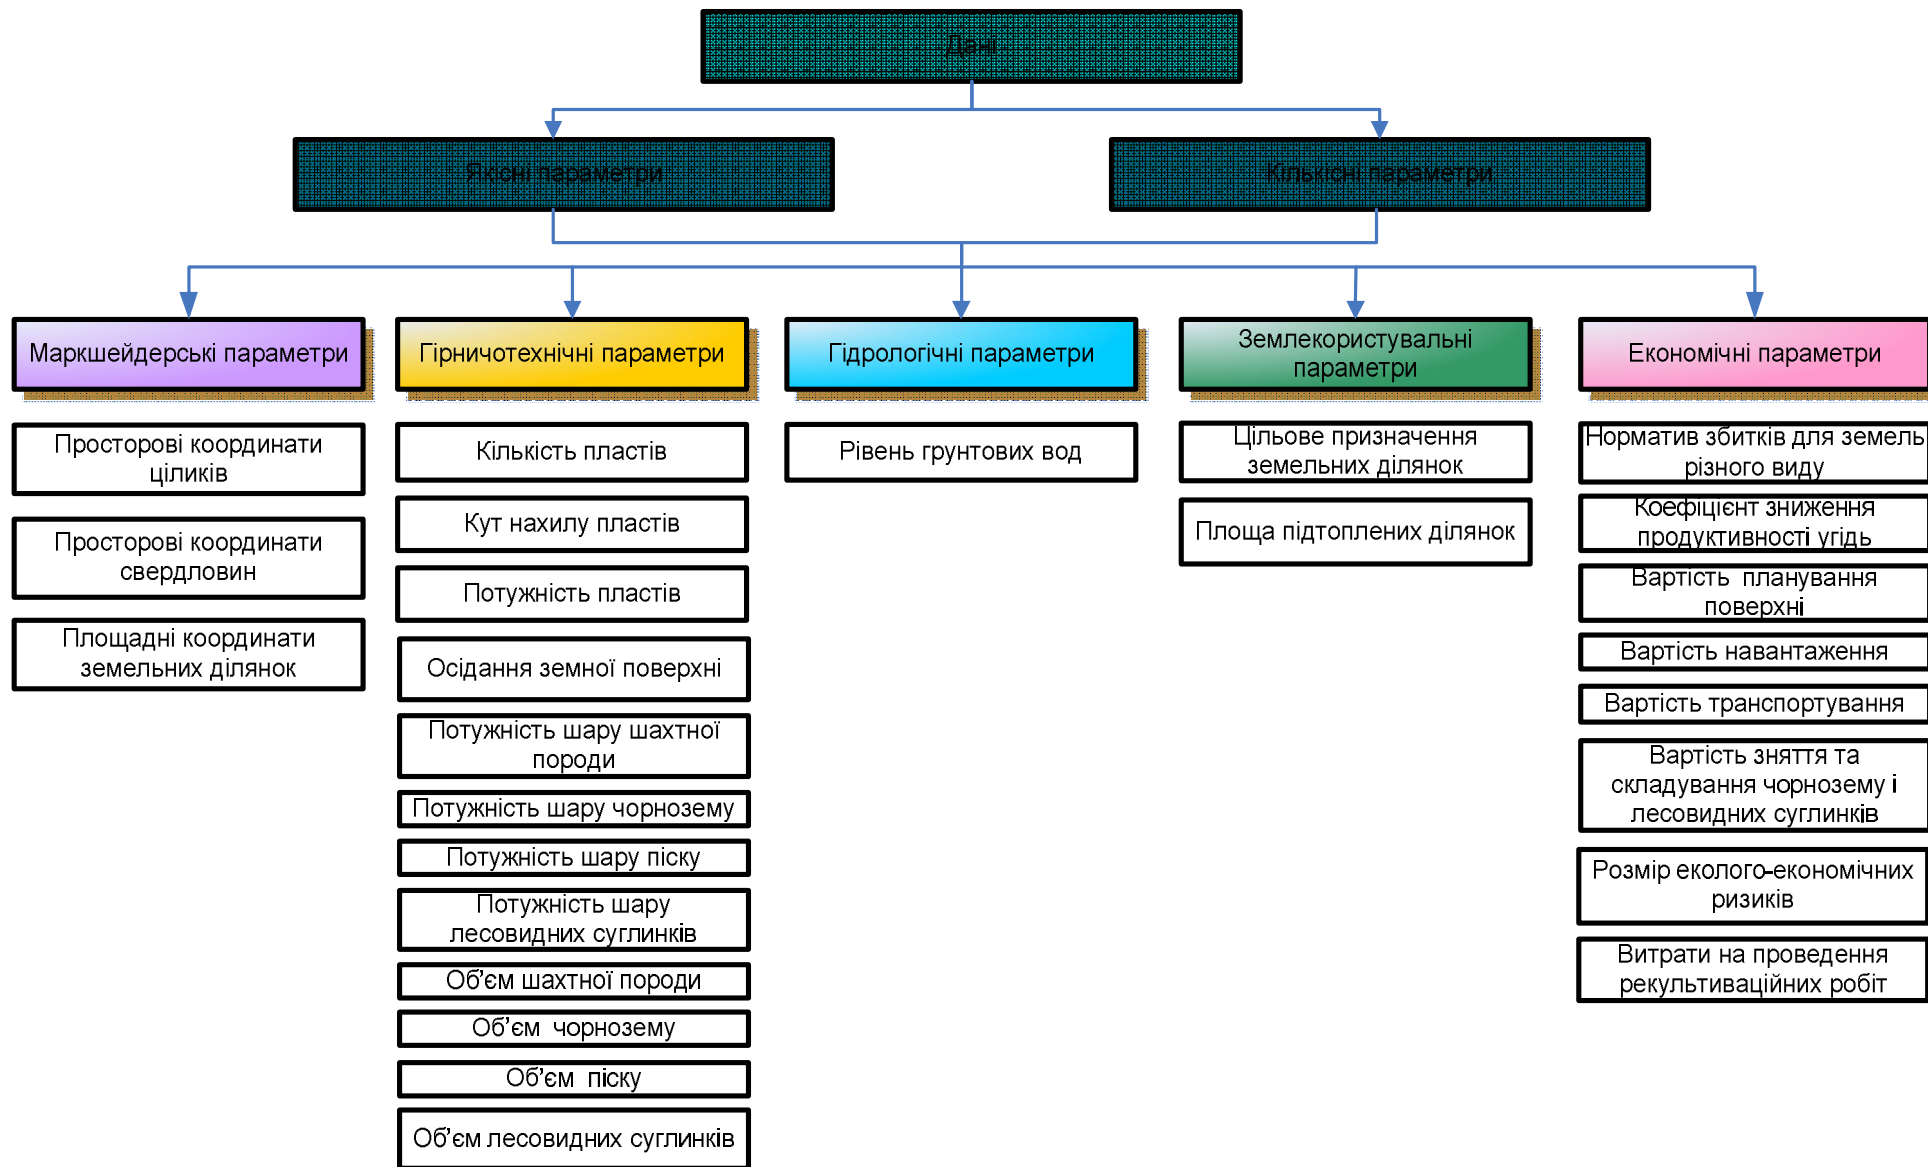 Дані
Якісні параметри
Кількісні параметри
Маркшейдерські параметри
Гірничотехнічні параметри
Гідрологічні параметри
Землекористувальні
параметри
Економічні параметри
Просторові координати
ціликів
Просторові координати
свердловин
Площадні координати
земельних ділянок
Кількість пластів
Кут нахилу пластів
Потужність пластів
Осідання земної поверхні
Потужність шару шахтної
породи
Потужність шару чорнозему
Потужність шару піску
Потужність шару
лесовидних суглинків
Об’єм шахтної породи
Об’єм чорнозему
Об’єм піску
Об’єм лесовидних суглинків
Рівень грунтових вод
Цільове призначення
земельних ділянок
Площа підтоплених ділянок
Норматив збитків для земель
різного виду
Коефіцієнт зниження
продуктивності угідь
Вартість планування
поверхні
Вартість навантаження
Вартість транспортування
Вартість зняття та
складування чорнозему і
лесовидних суглинків
Розмір еколого-економічних
ризиків
Витрати на проведення
рекультиваційних робіт